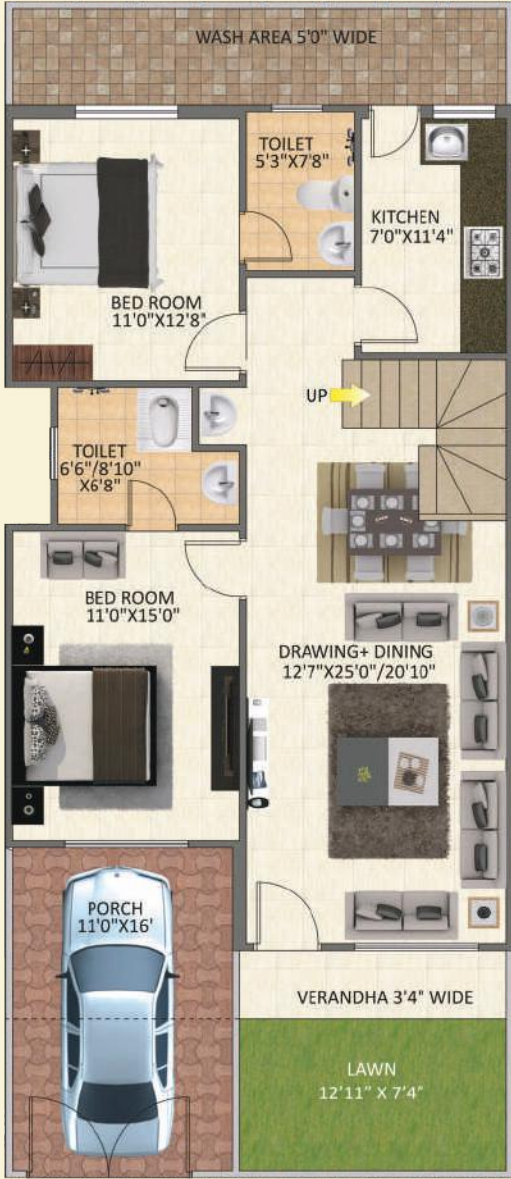 WASH AREA 5'0" WIDE
TOILET
5'3"X7'8"
KITCHEN
7'0"X11'4"
BED ROOM
11'0"X12'8"
UP
TOILET
6'6"/8'10"
X6'8"
BED ROOM
11'0"X15'0"
DRAWING+ DINING
12'7"X25'0"/20'10"
PORCH
11'0"X16'
VERANDHA 3'4" WIDE
LAWN
12'11" X 7'4"